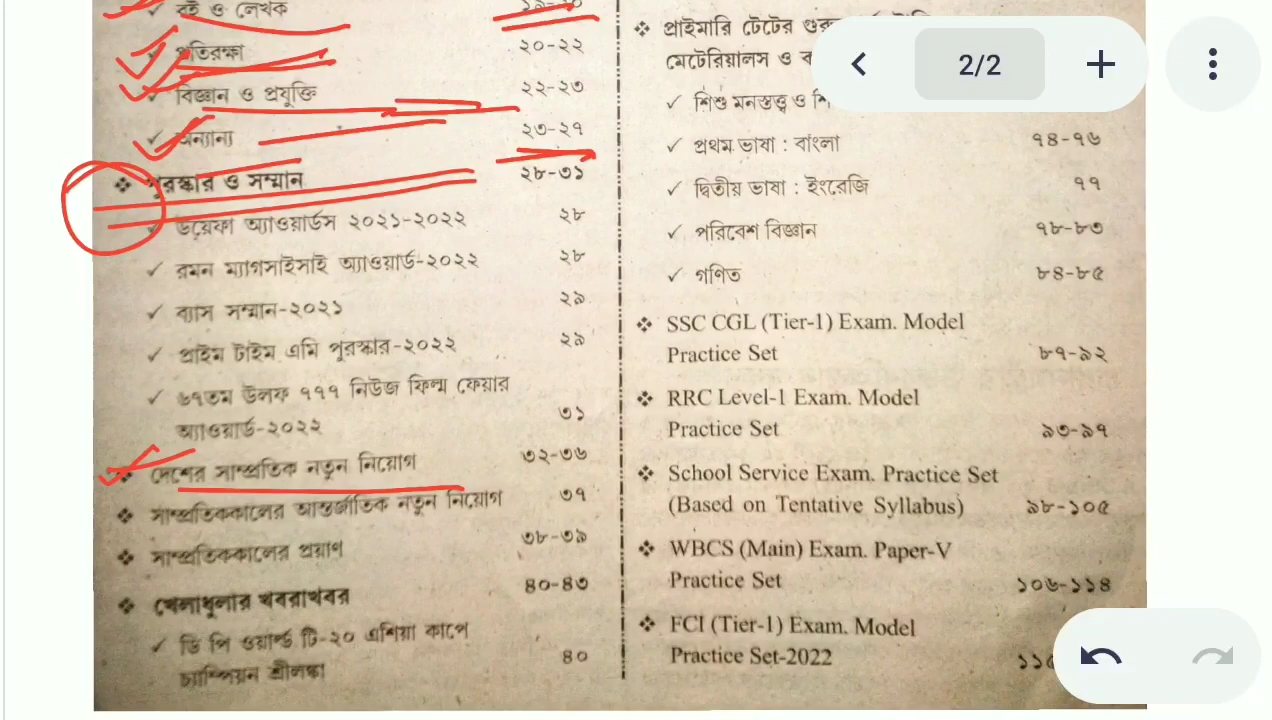 বই ও লেখক
প্রতিরক্ষা ২০-২২
বিজ্ঞান ও প্রযুক্তি ২২-২৩
অন্যান্য ২৩-২৭
পুরস্কার ও সম্মান ২৮-৩১
উয়েফা অ্যাওয়ার্ডস ২০২১-২০২২ ২৮
রমন ম্যাগসাইসাই অ্যাওয়ার্ড-২০২২ ২৮
ব্যাস সম্মান-২০২১ ২৯
প্রাইম টাইম এমি পুরস্কার-২০২২ ২৯
৬৭তম উলফ ৭৭৭ নিউজ ফিল্ম ফেয়ার
অ্যাওয়ার্ড-২০২২ ৩১
দেশের সাম্প্রতিক নতুন নিয়োগ ৩২-৩৬
সাম্প্রতিককালের আন্তর্জাতিক নতুন নিয়োগ ৩৭
সাম্প্রতিককালের প্রয়াণ ৩৮-৩৯
খেলাধুলার খবরাখবর ৪০-৪৩
ডি পি ওয়ার্ল্ড টি-২০ এশিয়া কাপে
চ্যাম্পিয়ন শ্রীলঙ্কা ৪০
প্রাইমারি টেটের
মেটেরিয়ালস ও
শিশু মনস্তত্ত্ব ও
প্রথম ভাষা : বাংলা ৭৪-৭৬
দ্বিতীয় ভাষা : ইংরেজি ৭৭
পরিবেশ বিজ্ঞান ৭৮-৮৩
গণিত ৮৪-৮৫
SSC CGL (Tier-1) Exam. Model
Practice Set ৮৭-৯২
RRC Level-1 Exam. Model
Practice Set ৯৩-৯৭
School Service Exam. Practice Set
(Based on Tentative Syllabus) ৯৮-১০৫
WBCS (Main) Exam. Paper-V
Practice Set ১০৬-১১৪
FCI (Tier-1) Exam. Model
Practice Set-2022
2/2